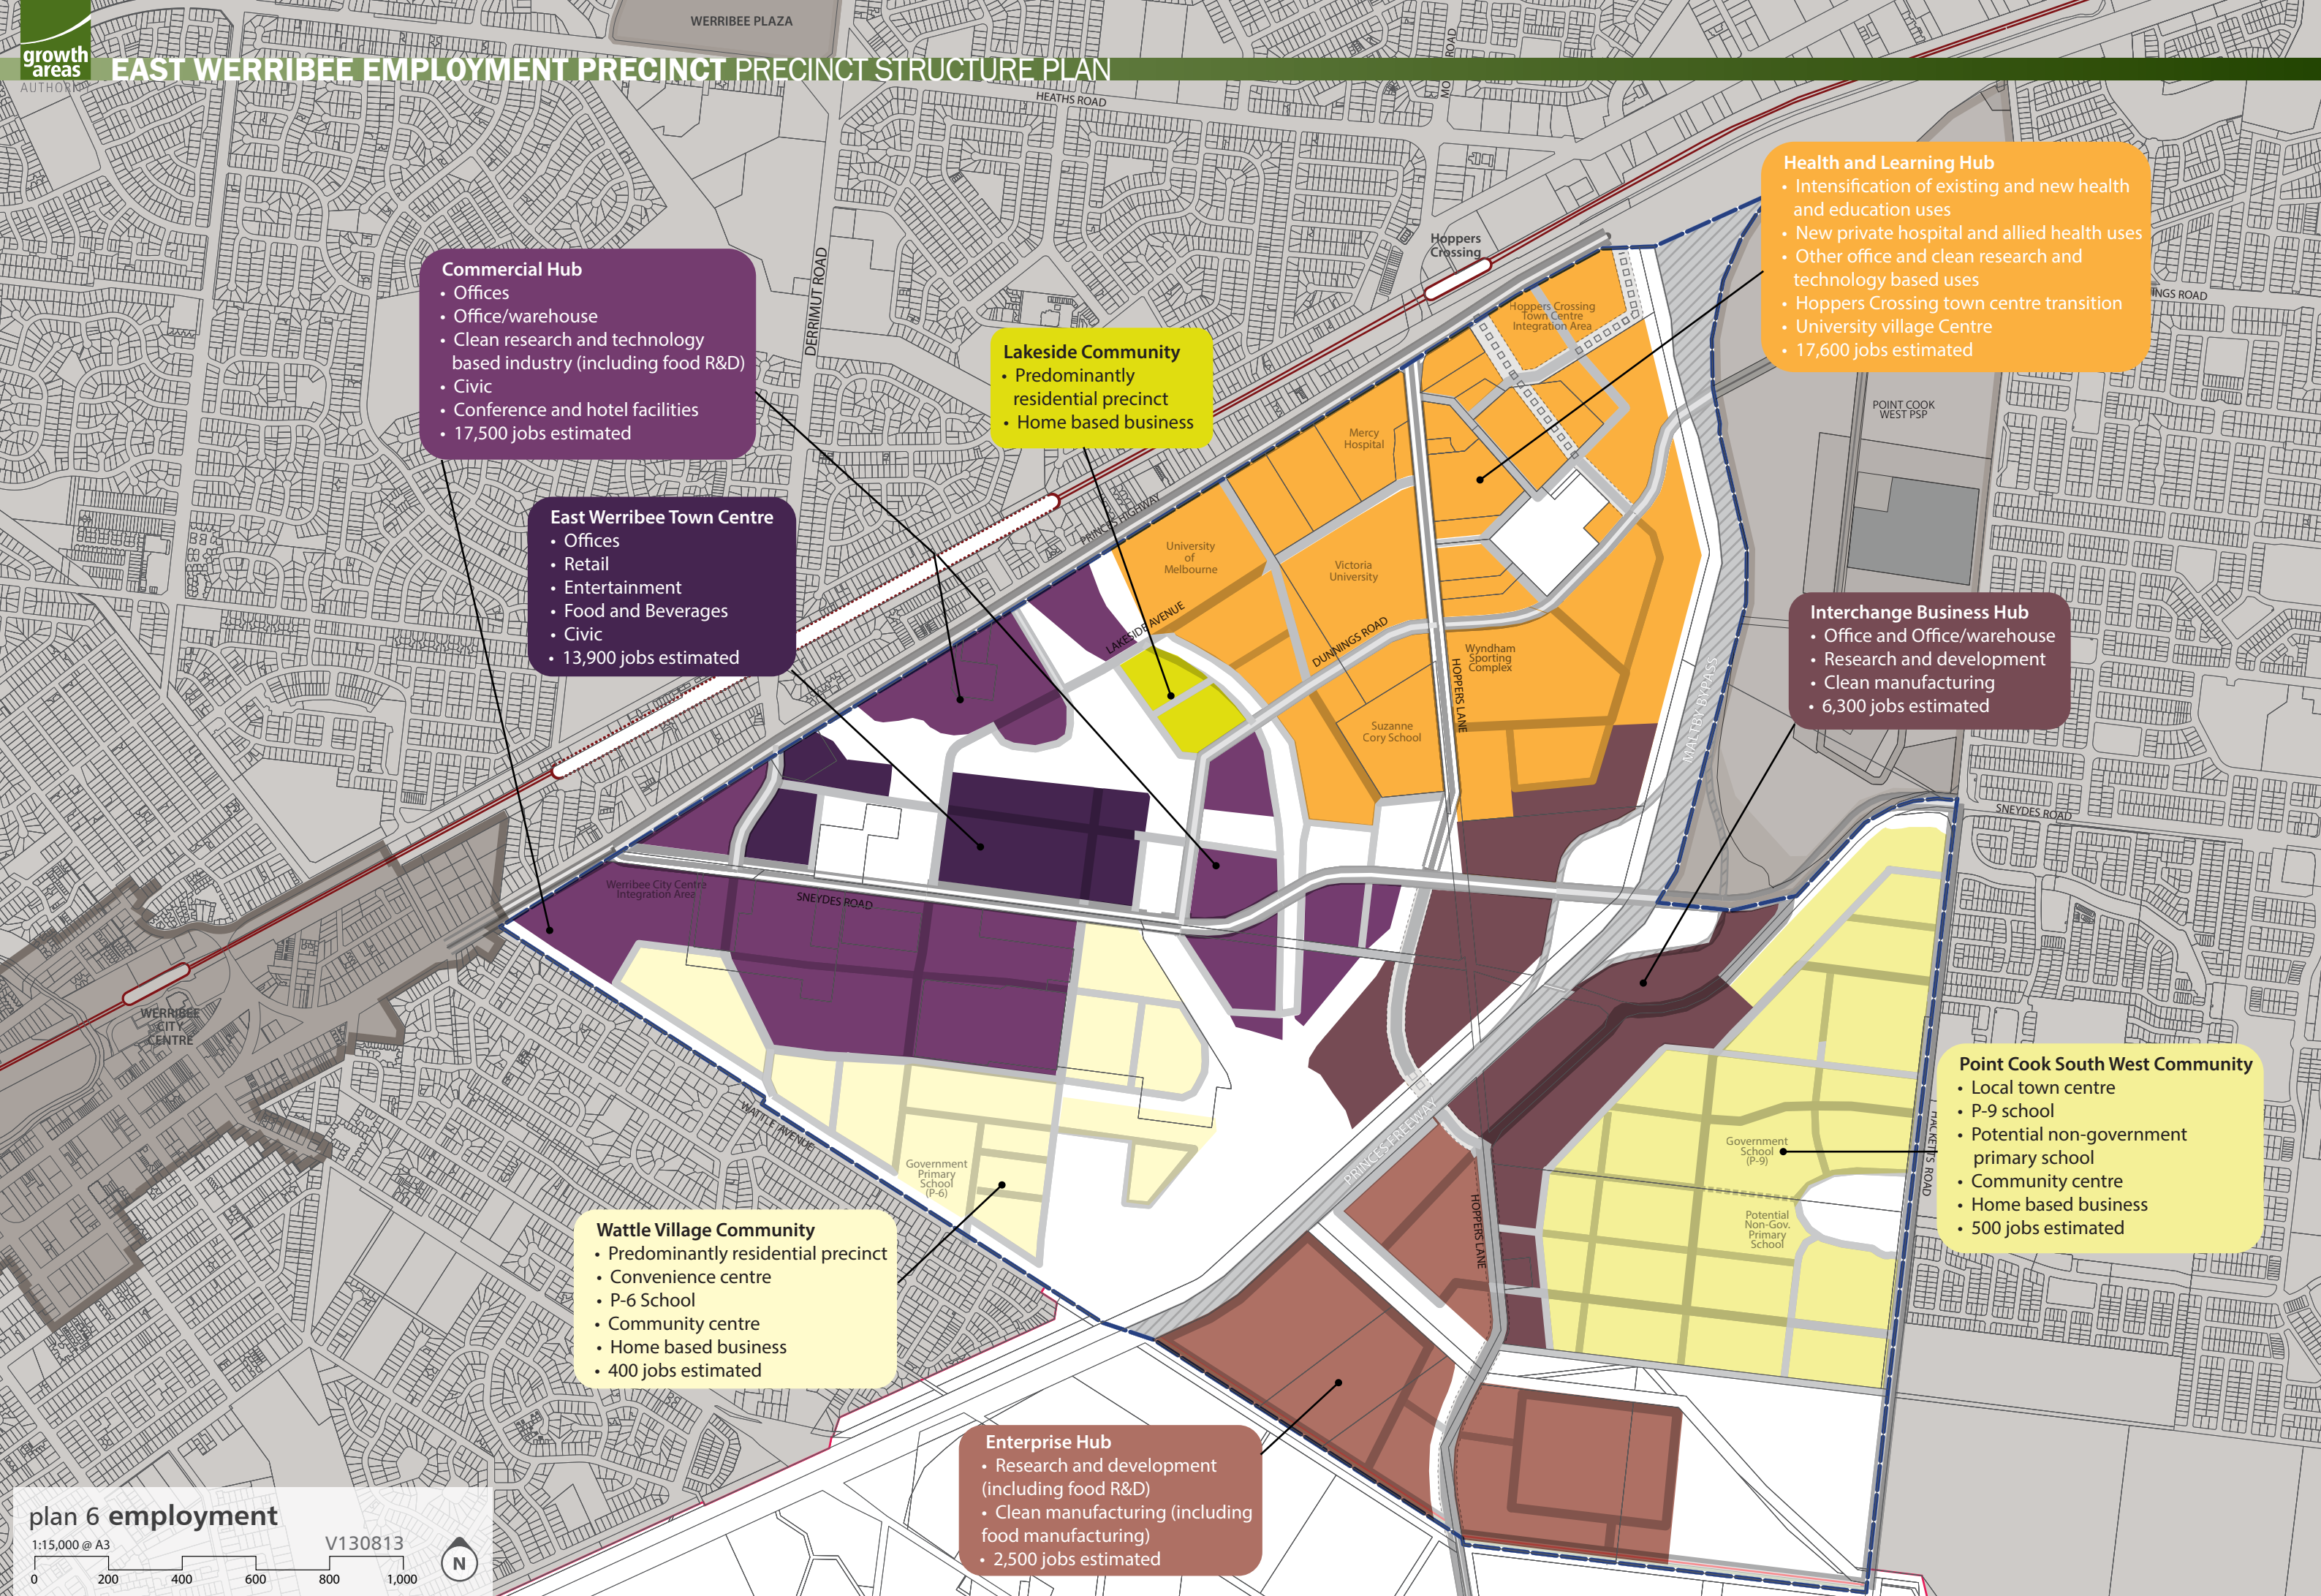 WERRIBEE PLAZA
growth
areas
AUTHORITY
EAST WERRIBEE EMPLOYMENT PRECINCT PRECINCT STRUCTURE PLAN
HEATHS ROAD
ROAD
DERRIMUT ROAD
Hoppers
Crossing
Health and Learning Hub
• Intensification of existing and new health
and education uses
• New private hospital and allied health uses
• Other office and clean research and
technology based uses
• Hoppers Crossing town centre transition
• University village Centre
• 17,600 jobs estimated
INGS ROAD
Commercial Hub
• Offices
• Office/warehouse
• Clean research and technology
based industry (including food R&D)
• Civic
• Conference and hotel facilities
• 17,500 jobs estimated
Hoppers Crossing
Town Centre
Integration Area
Lakeside Community
• Predominantly
residential precinct
• Home based business
POINT COOK
WEST PSP
Mercy
Hospital
PRINCES HIGHWAY
East Werribee Town Centre
• Offices
• Retail
• Entertainment
• Food and Beverages
• Civic
• 13,900 jobs estimated
University
of
Melbourne
Victoria
University
LAKESIDE AVENUE
DUNNINGS ROAD
HOPPERS LANE
Wyndham
Sporting
Complex
MALTBY BYPASS
Interchange Business Hub
• Office and Office/warehouse
• Research and development
• Clean manufacturing
• 6,300 jobs estimated
Suzanne
Cory School
SNEYDES ROAD
Werribee City Centre
Integration Area
SNEYDES ROAD
WERRIBEE
CITY
CENTRE
WATTLE AVENUE
PRINCES FREEWAY
Government
Primary
School
(P-6)
Government
School
(P-9)
Potential
Non-Gov.
Primary
School
HOPPERS LANE
HACKETTS ROAD
Point Cook South West Community
• Local town centre
• P-9 school
• Potential non-government
primary school
• Community centre
• Home based business
• 500 jobs estimated
Wattle Village Community
• Predominantly residential precinct
• Convenience centre
• P-6 School
• Community centre
• Home based business
• 400 jobs estimated
Enterprise Hub
• Research and development
(including food R&D)
• Clean manufacturing (including
food manufacturing)
• 2,500 jobs estimated
plan 6 employment
1:15,000 @ A3
V130813
N
0 200 400 600 800 1,000